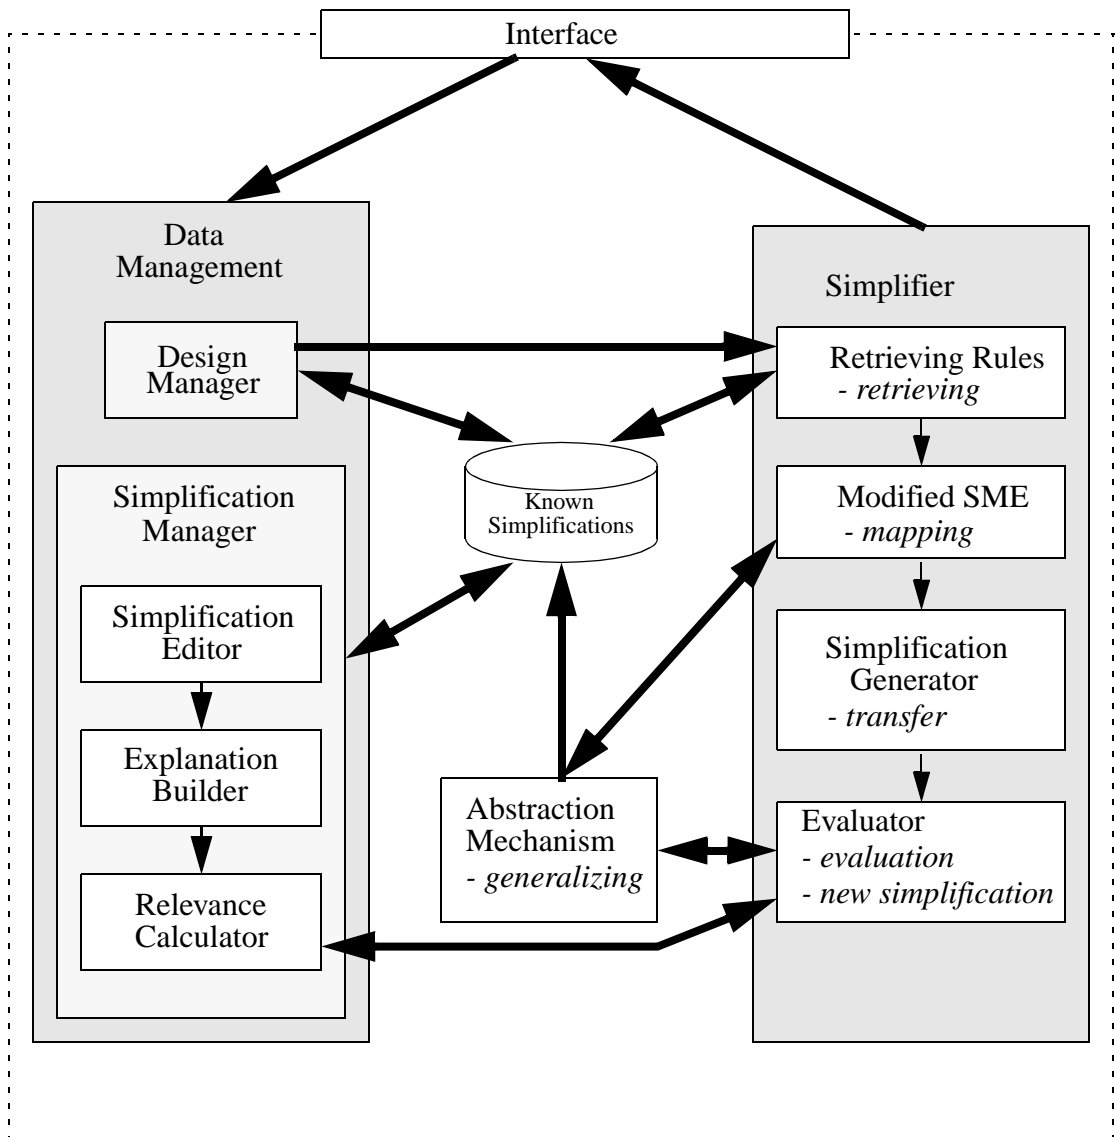 Interface
Data
Management
Design
Manager
Simplification
Manager
Simplification
Editor
Explanation
Builder
Relevance
Calculator
Known
Simplifications
Abstraction
Mechanism
- generalizing
Simplifier
Retrieving Rules
- retrieving
Modified SME
- mapping
Simplification
Generator
- transfer
Evaluator
- evaluation
- new simplification